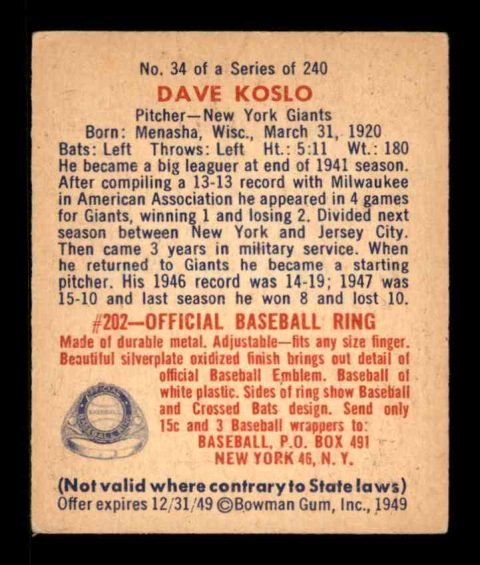 No. 34 of a Series of 240
DAVE KOSLO
Pitcher—New York Giants
Born: Menasha, Wisc., March 31, 1920
Bats: Left Throws: Left Ht.: 5:11 Wt.: 180
He became a big leaguer at end of 1941 season.
After compiling a 13-13 record with Milwaukee
in American Association he appeared in 4 games
for Giants, winning 1 and losing 2. Divided next
season between New York and Jersey City.
Then came 3 years in military service. When
he returned to Giants he became a starting
pitcher. His 1946 record was 14-19; 1947 was
15-10 and last season he won 8 and lost 10.
#202—OFFICIAL BASEBALL RING
Made of durable metal. Adjustable—fits any size finger.
Beautiful silverplate oxidized finish brings out detail of
official Baseball Emblem. Baseball of
white plastic. Sides of ring show Baseball
and Crossed Bats design. Send only
15c and 3 Baseball wrappers to:
BASEBALL, P.O. BOX 491
NEW YORK 46, N. Y.
(Not valid where contrary to State laws)
Offer expires 12/31/49 ©Bowman Gum, Inc., 1949